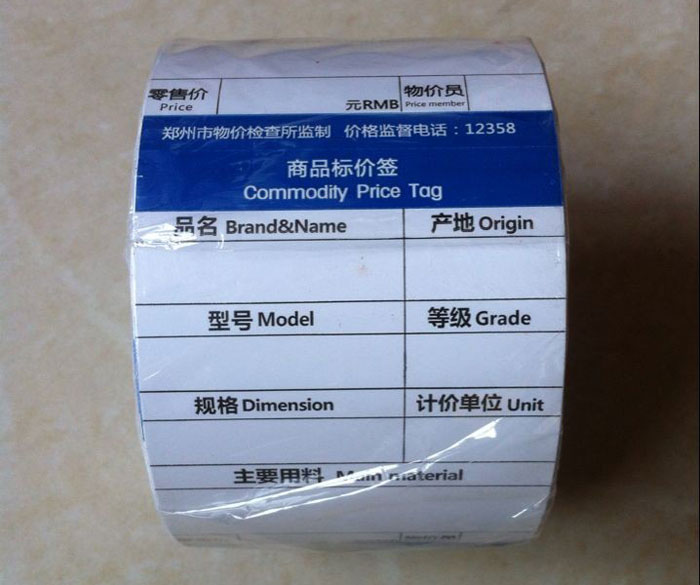 零售价 元RMB 物价员
Price Price member
郑州市物价检查所监制 价格监督电话：12358
商品标价签
Commodity Price Tag
品名 Brand&Name 产地 Origin
型号 Model 等级 Grade
规格 Dimension 计价单位 Unit
主要用料 Main material